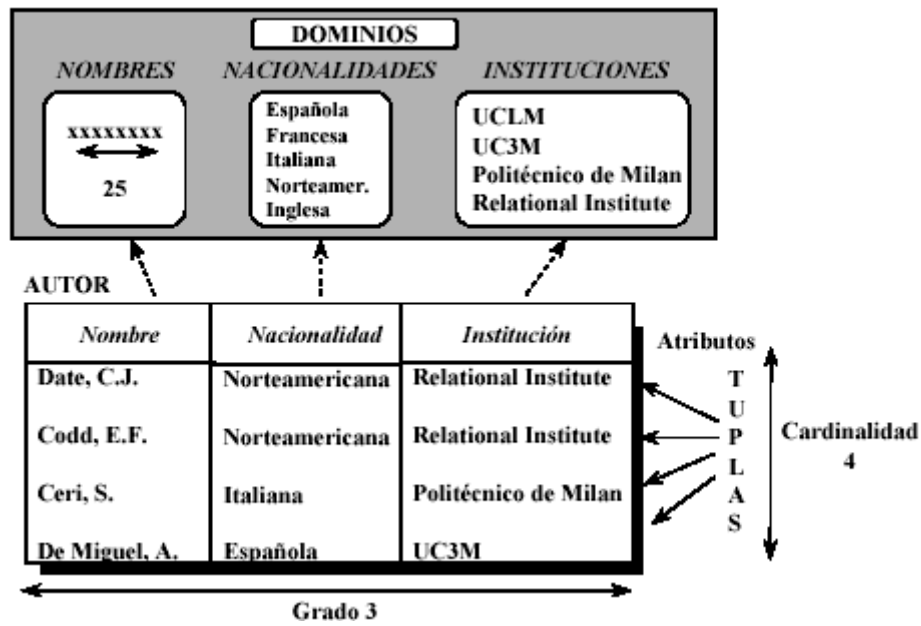 DOMINIOS
NOMBRES NACIONALIDADES INSTITUCIONES
xxxxxxxx
25
Española
Francesa
Italiana
Norteamer.
Inglesa
UCLM
UC3M
Politécnico de Milan
Relational Institute
AUTOR
Nombre Nacionalidad Institución
Atributos
Date, C.J. Norteamericana Relational Institute
Codd, E.F. Norteamericana Relational Institute
Ceri, S. Italiana Politécnico de Milan
De Miguel, A. Española UC3M
TUPLAS
Cardinalidad
4
Grado 3